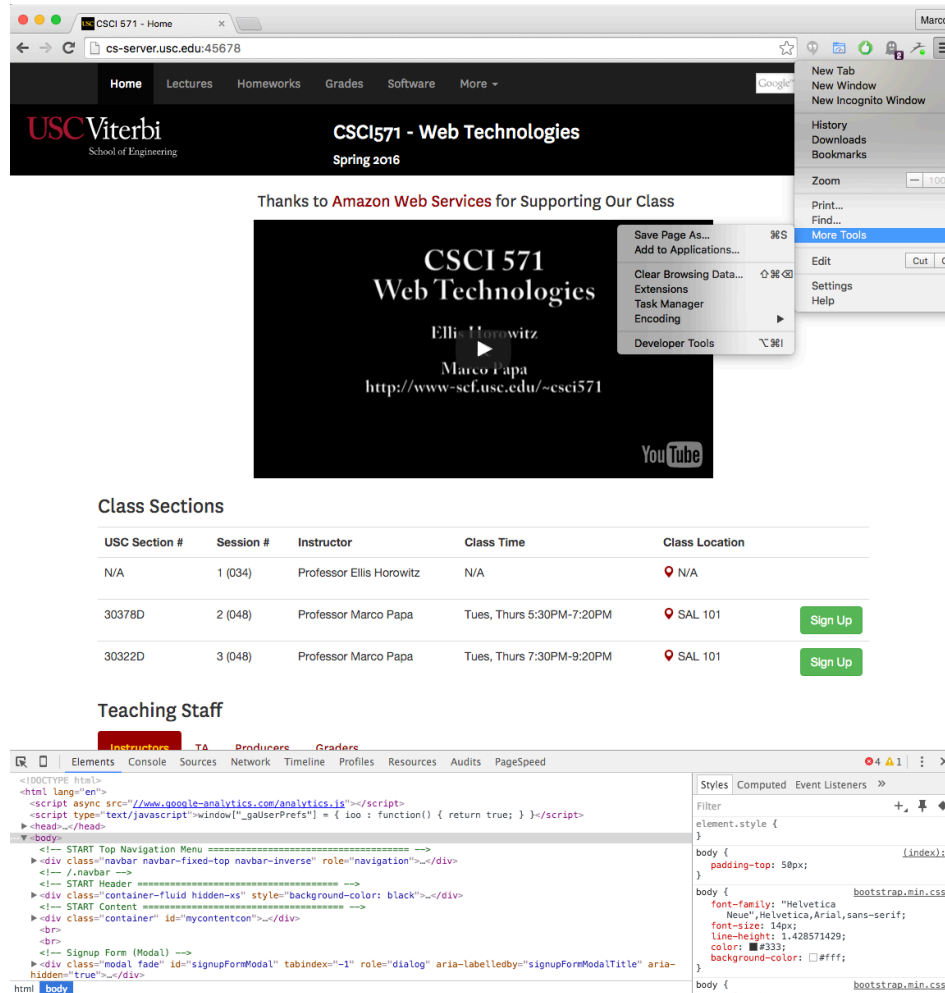 CSCI 571 - Home
Marco
cs-server.usc.edu:45678
2
Home Lectures Homeworks Grades Software More
Google
USC Viterbi
School of Engineering
CSCI571 - Web Technologies
Spring 2016
New Tab
New Window
New Incognito Window
History
Downloads
Bookmarks
Zoom 100
Print...
Find...
More Tools
Edit Cut
Settings
Help
Save Page As... ⌘S
Add to Applications...
Clear Browsing Data... ⇧⌘⌫
Extensions
Task Manager
Encoding
Developer Tools ⌥⌘I
Thanks to Amazon Web Services for Supporting Our Class
CSCI 571
Web Technologies
Ellis Horowitz
Marco Papa
http://www-scf.usc.edu/~csci571
YouTube
Class Sections
USC Section # Session # Instructor Class Time Class Location
N/A 1 (034) Professor Ellis Horowitz N/A N/A
30378D 2 (048) Professor Marco Papa Tues, Thurs 5:30PM-7:20PM SAL 101 Sign Up
30322D 3 (048) Professor Marco Papa Tues, Thurs 7:30PM-9:20PM SAL 101 Sign Up
Teaching Staff
Instructors TA Producers Graders
Elements Console Sources Network Timeline Profiles Resources Audits PageSpeed 4 1
<!DOCTYPE html>
<html lang="en">
<script async src="//www.google-analytics.com/analytics.js"></script>
<script type="text/javascript">window["_gaUserPrefs"] = { ioo : function() { return true; } }</script>
<head>…</head>
<body>
<!-- START Top Navigation Menu ====================================== -->
<div class="navbar navbar-fixed-top navbar-inverse" role="navigation">…</div>
<!-- /.navbar -->
<!-- START Header ====================================== -->
<div class="container-fluid hidden-xs" style="background-color: black">…</div>
<!-- START Content ====================================== -->
<div class="container" id="mycontentcon">…</div>
<br>
<br>
<!-- Signup Form (Modal) -->
<div class="modal fade" id="signupFormModal" tabindex="-1" role="dialog" aria-labelledby="signupFormModalTitle" aria-
hidden="true">…</div>
html body
Styles Computed Event Listeners »
Filter
element.style {
}
body { (index):
padding-top: 50px;
}
body { bootstrap.min.css
font-family: "Helvetica
Neue",Helvetica,Arial,sans-serif;
font-size: 14px;
line-height: 1.428571429;
color: #333;
background-color: #fff;
}
body { bootstrap.min.css